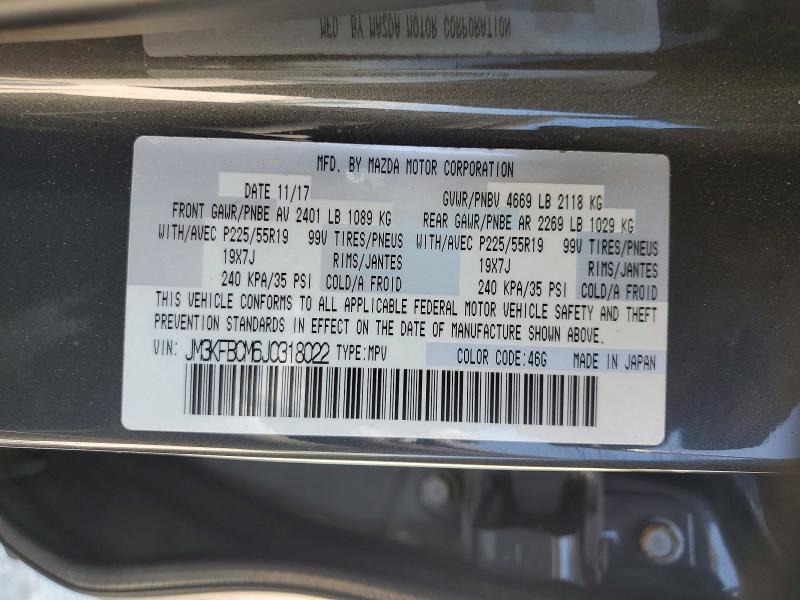 MFD. BY MAZDA MOTOR CORPORATION
MFD. BY MAZDA MOTOR CORPORATION
DATE 11/17 GVWR/PNBV 4669 LB 2118 KG
FRONT GAWR/PNBE AV 2401 LB 1089 KG REAR GAWR/PNBE AR 2269 LB 1029 KG
WITH/AVEC P225/55R19 99V TIRES/PNEUS WITH/AVEC P225/55R19 99V TIRES/PNEUS
19X7J RIMS/JANTES 19X7J RIMS/JANTES
240 KPA/35 PSI COLD/A FROID 240 KPA/35 PSI COLD/A FROID
THIS VEHICLE CONFORMS TO ALL APPLICABLE FEDERAL MOTOR VEHICLE SAFETY AND THEFT
PREVENTION STANDARDS IN EFFECT ON THE DATE OF MANUFACTURE SHOWN ABOVE.
VIN: JM3KFBCM6J0318022 TYPE:MPV COLOR CODE:46G MADE IN JAPAN